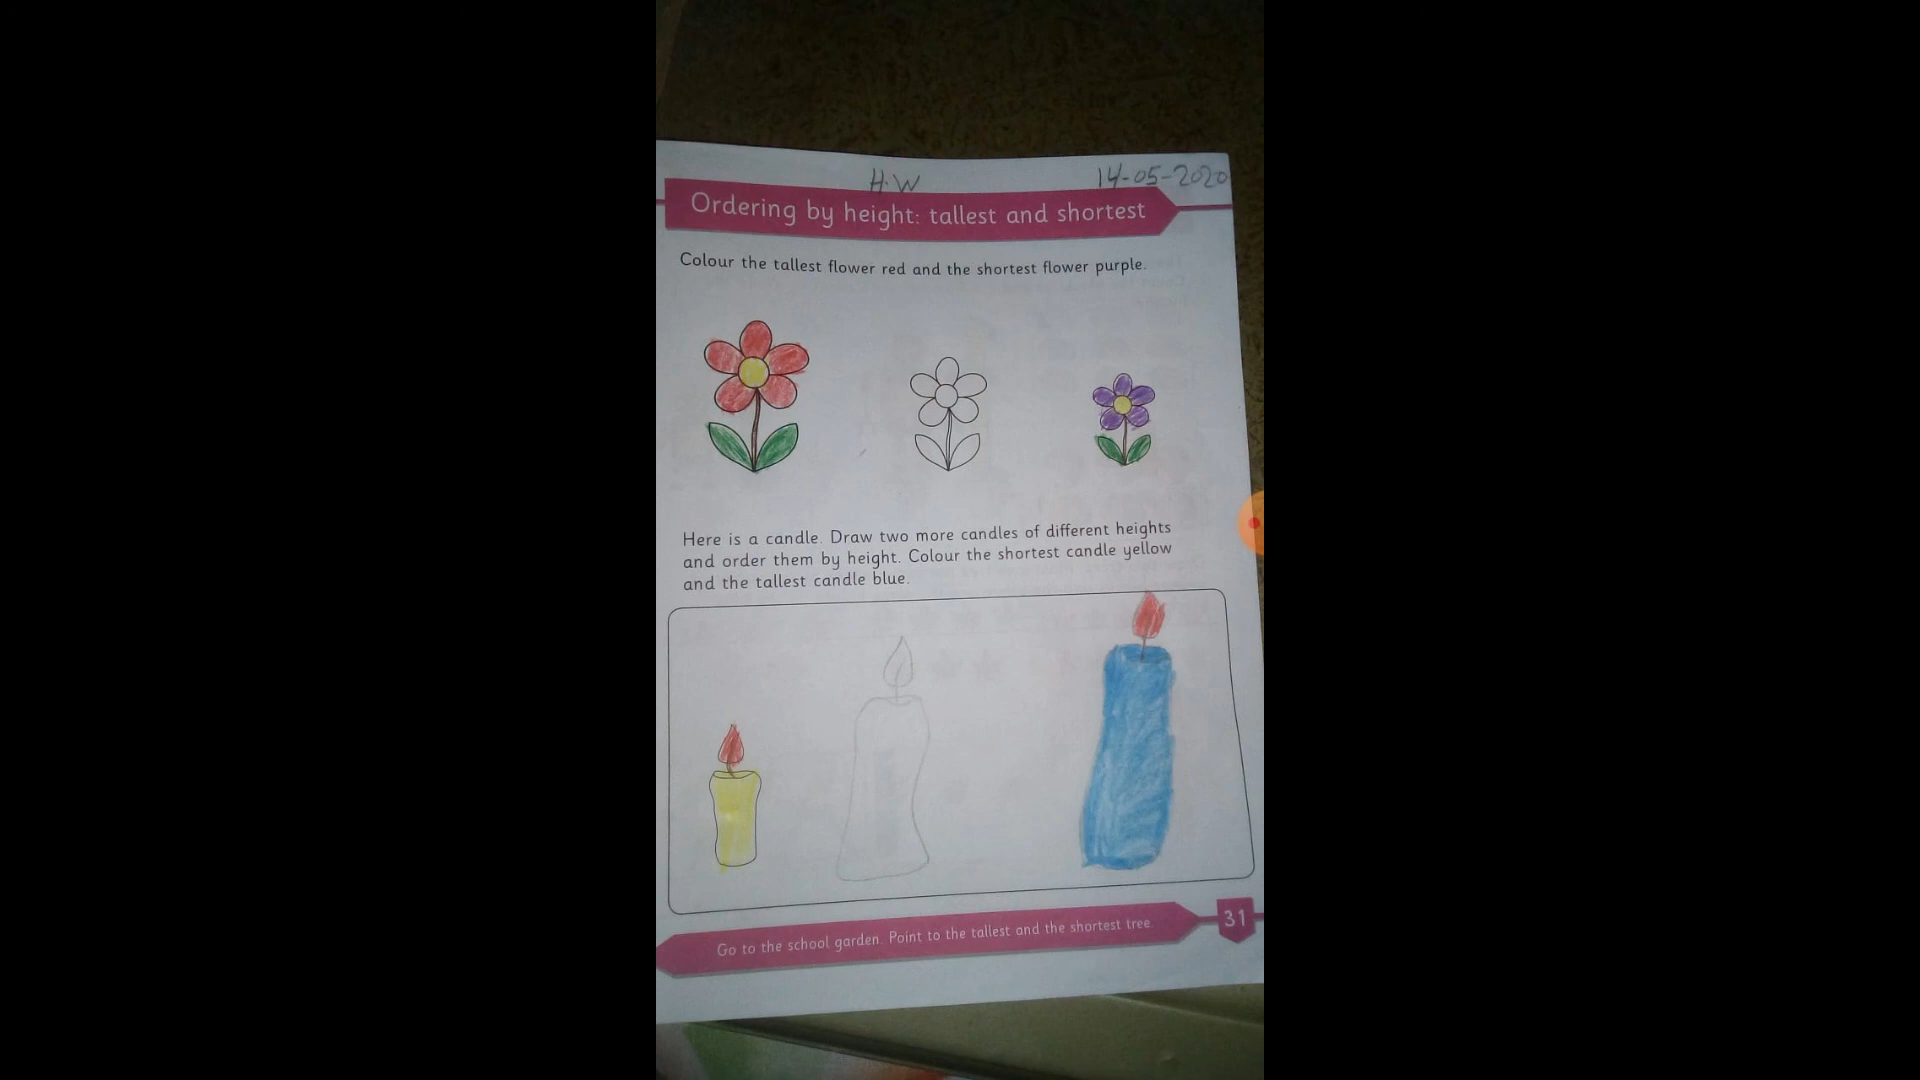 H.W
14-05-2020
Ordering by height: tallest and shortest
Colour the tallest flower red and the shortest flower purple.
Here is a candle. Draw two more candles of different heights
and order them by height. Colour the shortest candle yellow
and the tallest candle blue.
Go to the school garden. Point to the tallest and the shortest tree.
31